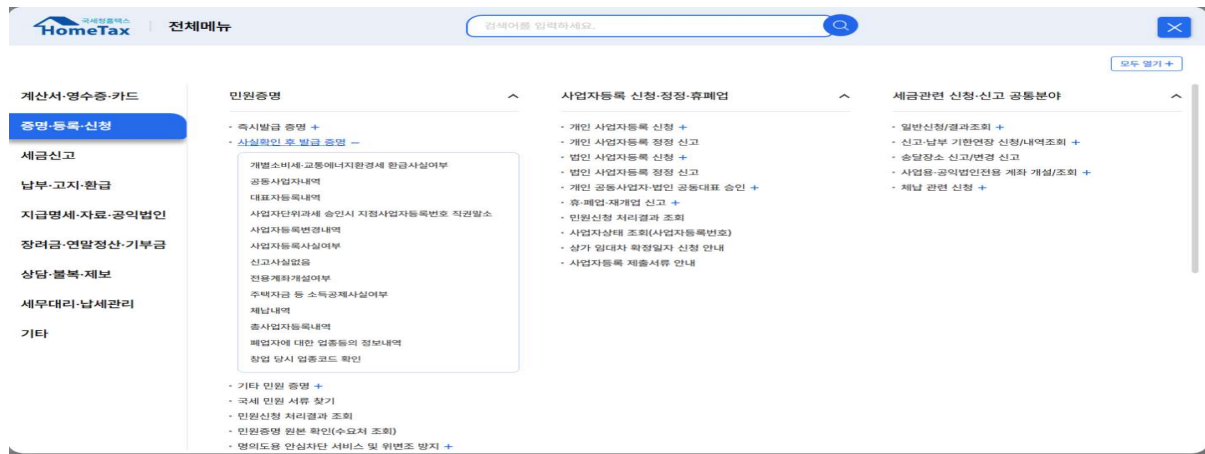 국세청홈택스
HomeTax
전체메뉴
검색어를 입력하세요.
모두 열기 +
계산서·영수증·카드
증명·등록·신청
세금신고
납부·고지·환급
지급명세·자료·공익법인
장려금·연말정산·기부금
상담·불복·제보
세무대리·납세관리
기타
민원증명
· 즉시발급 증명 +
· 사실확인 후 발급 증명 −
개별소비세·교통에너지환경세 환급사실여부
공동사업자내역
대표자등록내역
사업자단위과세 승인시 지점사업자등록번호 직권말소
사업자등록변경내역
사업자등록사실여부
신고사실없음
전용계좌개설여부
주택자금 등 소득공제사실여부
체납내역
총사업자등록내역
폐업자에 대한 업종등의 정보내역
창업 당시 업종코드 확인
· 기타 민원 증명 +
· 국세 민원 서류 찾기
· 민원신청 처리결과 조회
· 민원증명 원본 확인(수요처 조회)
· 명의도용 안심차단 서비스 및 위변조 방지 +
사업자등록 신청·정정·휴폐업
· 개인 사업자등록 신청 +
· 개인 사업자등록 정정 신고
· 법인 사업자등록 신청 +
· 법인 사업자등록 정정 신고
· 개인 공동사업자·법인 공동대표 승인 +
· 휴·폐업·재개업 신고 +
· 민원신청 처리결과 조회
· 사업자상태 조회(사업자등록번호)
· 상가 임대차 확정일자 신청 안내
· 사업자등록 제출서류 안내
세금관련 신청·신고 공통분야
· 일반신청/결과조회 +
· 신고·납부 기한연장 신청/내역조회 +
· 송달장소 신고/변경 신고
· 사업용·공익법인전용 계좌 개설/조회 +
· 체납 관련 신청 +